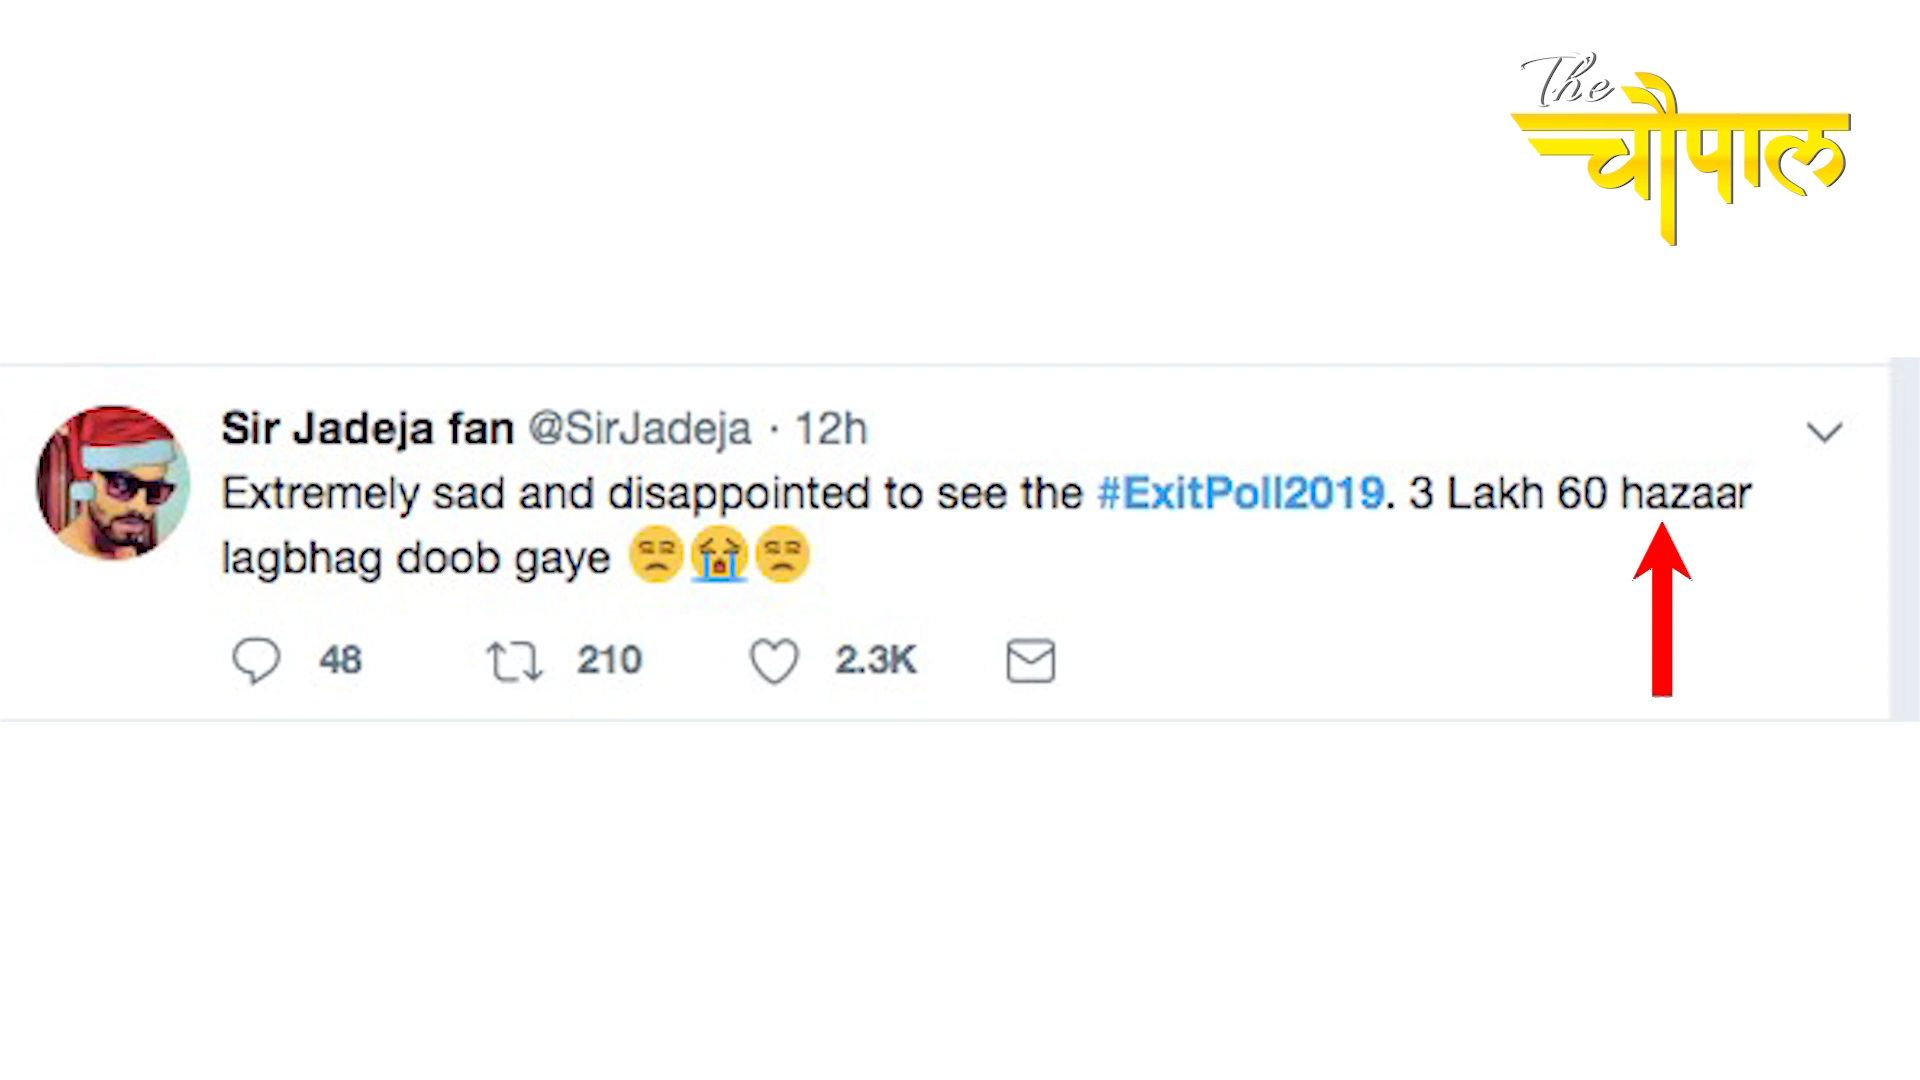 The
चौपाल
Sir Jadeja fan @SirJadeja · 12h
Extremely sad and disappointed to see the #ExitPoll2019. 3 Lakh 60 hazaar
lagbhag doob gaye 😒😭😒
48 210 2.3K